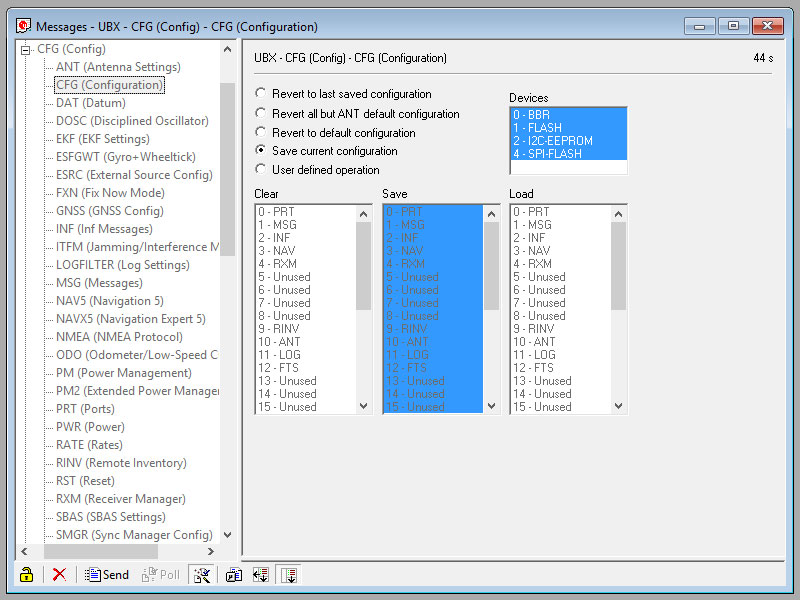 Messages - UBX - CFG (Config) - CFG (Configuration)
CFG (Config)
ANT (Antenna Settings)
CFG (Configuration)
DAT (Datum)
DOSC (Disciplined Oscillator)
EKF (EKF Settings)
ESFGWT (Gyro+Wheeltick)
ESRC (External Source Config)
FXN (Fix Now Mode)
GNSS (GNSS Config)
INF (Inf Messages)
ITFM (Jamming/Interference M
LOGFILTER (Log Settings)
MSG (Messages)
NAV5 (Navigation 5)
NAVX5 (Navigation Expert 5)
NMEA (NMEA Protocol)
ODO (Odometer/Low-Speed C
PM (Power Management)
PM2 (Extended Power Manager
PRT (Ports)
PWR (Power)
RATE (Rates)
RINV (Remote Inventory)
RST (Reset)
RXM (Receiver Manager)
SBAS (SBAS Settings)
SMGR (Sync Manager Config)
UBX - CFG (Config) - CFG (Configuration)
44 s
Revert to last saved configuration
Revert all but ANT default configuration
Revert to default configuration
Save current configuration
User defined operation
Devices
0 - BBR
1 - FLASH
2 - I2C-EEPROM
4 - SPI-FLASH
Clear
0 - PRT
1 - MSG
2 - INF
3 - NAV
4 - RXM
5 - Unused
6 - Unused
7 - Unused
8 - Unused
9 - RINV
10 - ANT
11 - LOG
12 - FTS
13 - Unused
14 - Unused
15 - Unused
Save
0 - PRT
1 - MSG
2 - INF
3 - NAV
4 - RXM
5 - Unused
6 - Unused
7 - Unused
8 - Unused
9 - RINV
10 - ANT
11 - LOG
12 - FTS
13 - Unused
14 - Unused
15 - Unused
Load
0 - PRT
1 - MSG
2 - INF
3 - NAV
4 - RXM
5 - Unused
6 - Unused
7 - Unused
8 - Unused
9 - RINV
10 - ANT
11 - LOG
12 - FTS
13 - Unused
14 - Unused
15 - Unused
Send
Poll